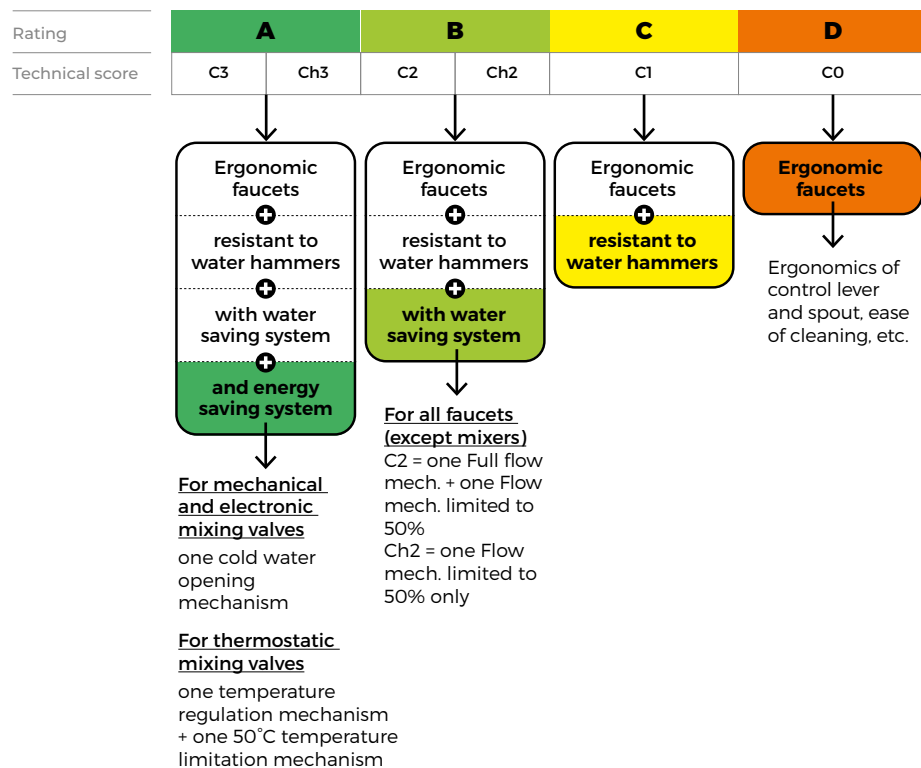 Rating
A
B
C
D
Technical score
C3
Ch3
C2
Ch2
C1
C0
Ergonomic
faucets
+
resistant to
water hammers
+
with water
saving system
+
and energy
saving system
For mechanical
and electronic
mixing valves
one cold water
opening
mechanism
For thermostatic
mixing valves
one temperature
regulation mechanism
+ one 50°C temperature
limitation mechanism
Ergonomic
faucets
+
resistant to
water hammers
+
with water
saving system
For all faucets
(except mixers)
C2 = one Full flow
mech. + one Flow
mech. limited to
50%
Ch2 = one Flow
mech. limited to
50% only
Ergonomic
faucets
+
resistant to
water hammers
Ergonomic
faucets
Ergonomics of
control lever
and spout, ease
of cleaning, etc.